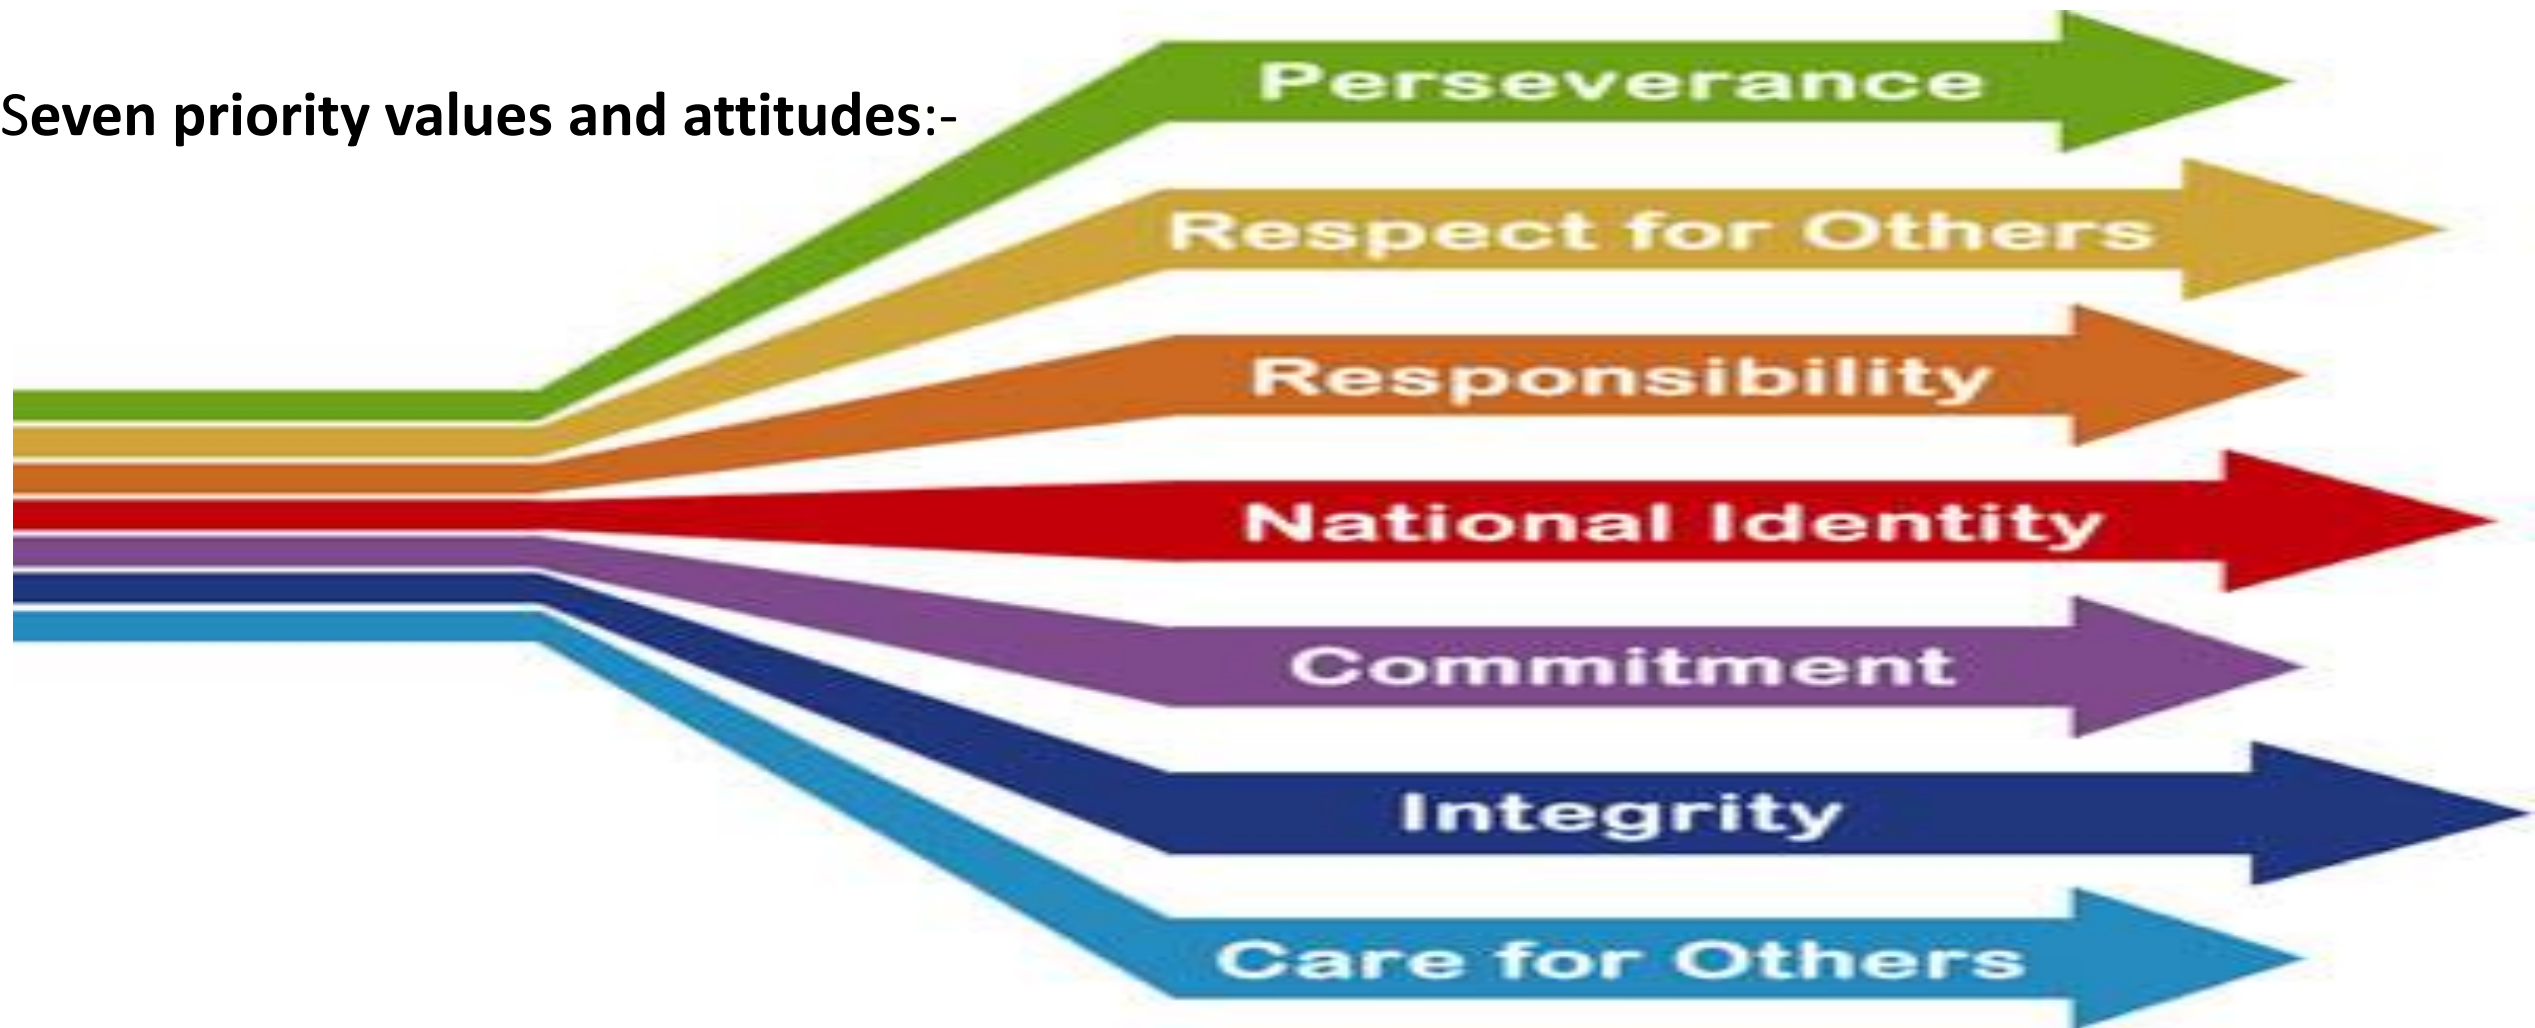 Seven priority values and attitudes:-
Perseverance
Respect for Others
Responsibility
National Identity
Commitment
Integrity
Care for Others